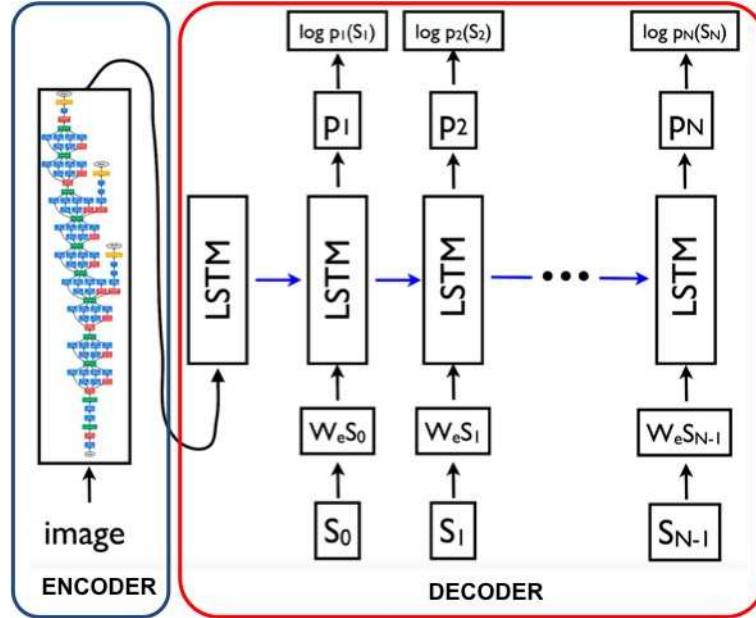 log p₁(S₁) log p₂(S₂) log pN(SN)
p₁ p₂ pN
LSTM LSTM LSTM LSTM
WeS₀ WeS₁ WeSN-1
S₀ S₁ SN-1
image
ENCODER DECODER